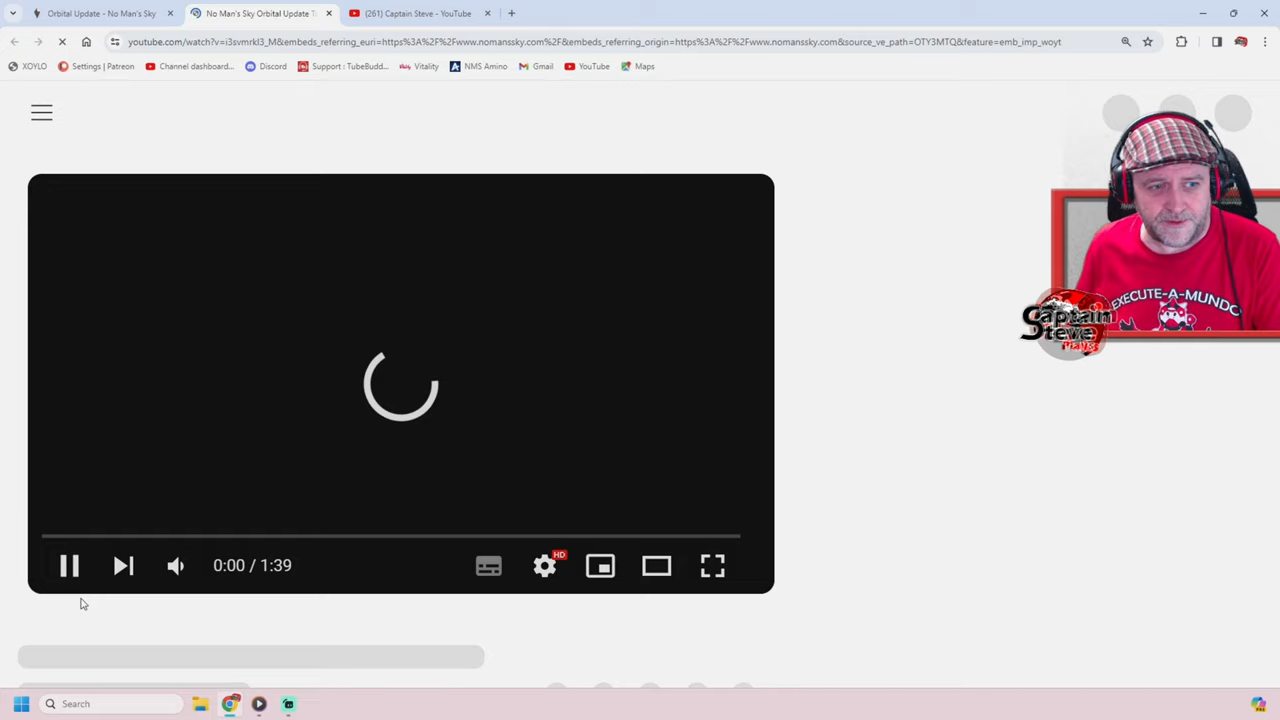 Orbital Update - No Man's Sky
No Man's Sky Orbital Update T
(261) Captain Steve - YouTube
youtube.com/watch?v=i3svmrkl3_M&embeds_referring_euri=https%3A%2F%2Fwww.nomanssky.com%2F&embeds_referring_origin=https%3A%2F%2Fwww.nomanssky.com&source_ve_path=OTY3MTQ&feature=emb_imp_woyt
XOYLO
Settings | Patreon
Channel dashboard...
Discord
Support : TubeBudd...
Vitality
NMS Amino
Gmail
YouTube
Maps
EXECUTE-A-MUNDO
Captain
Steve
0:00 / 1:39
HD
Search